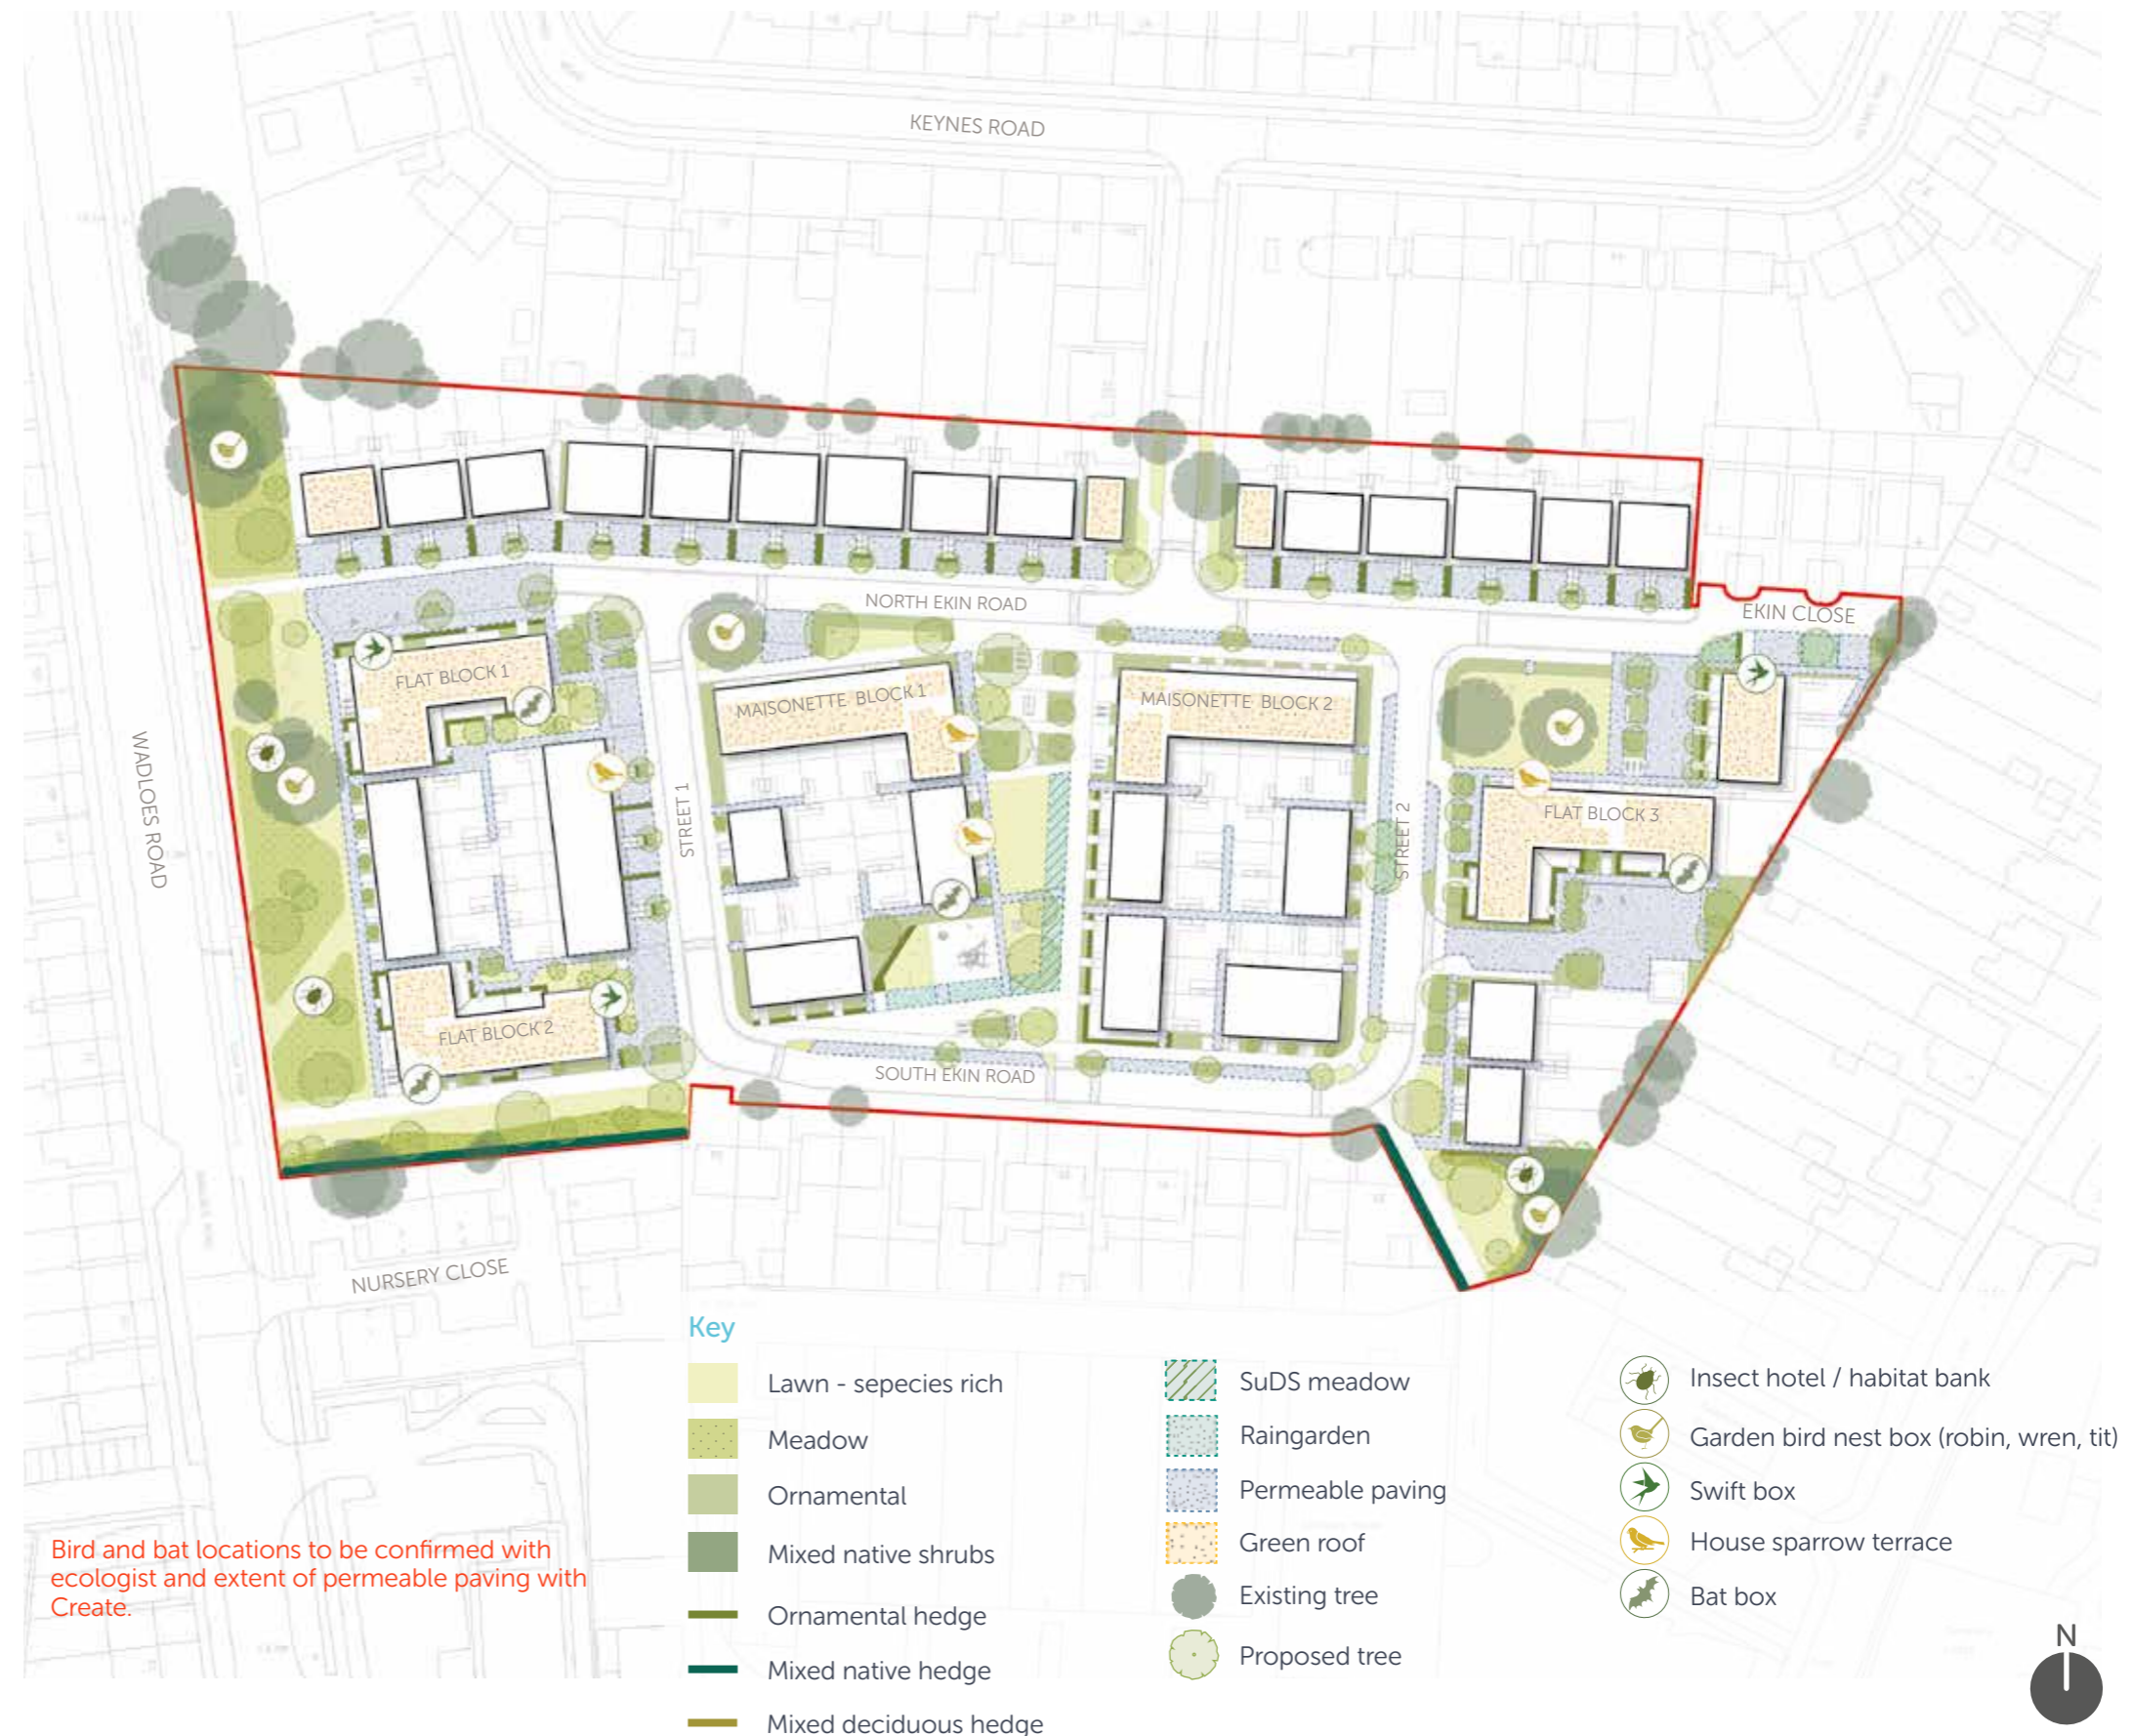 KEYNES ROAD
NORTH EKIN ROAD
EKIN CLOSE
FLAT BLOCK 1
MAISONETTE BLOCK 1
MAISONETTE BLOCK 2
WADLOES ROAD
STREET 1
STREET 2
FLAT BLOCK 3
FLAT BLOCK 2
SOUTH EKIN ROAD
NURSERY CLOSE
Key
Lawn - sepecies rich
Meadow
Ornamental
Mixed native shrubs
Ornamental hedge
Mixed native hedge
Mixed deciduous hedge
SuDS meadow
Raingarden
Permeable paving
Green roof
Existing tree
Proposed tree
Insect hotel / habitat bank
Garden bird nest box (robin, wren, tit)
Swift box
House sparrow terrace
Bat box
Bird and bat locations to be confirmed with
ecologist and extent of permeable paving with
Create.
N